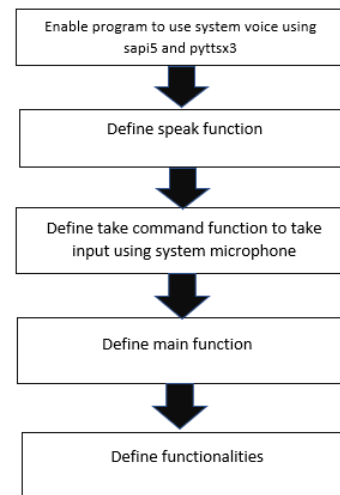 Enable program to use system voice using
sapi5 and pyttsx3
Define speak function
Define take command function to take
input using system microphone
Define main function
Define functionalities